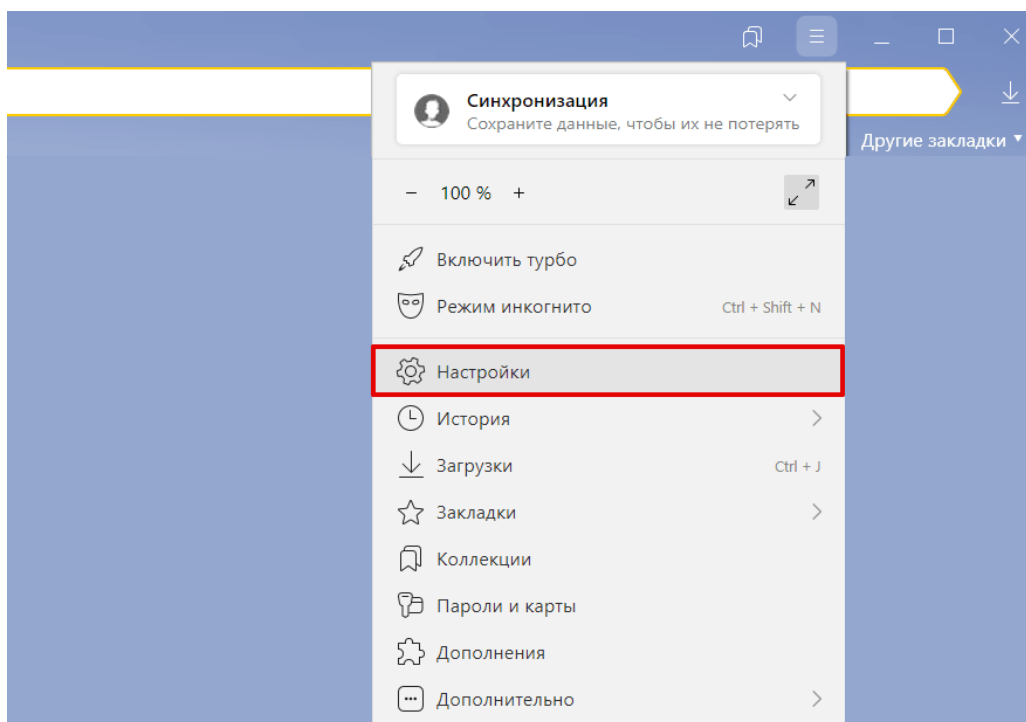 Синхронизация
Сохраните данные, чтобы их не потерять
Другие закладки
− 100 % +
Включить турбо
Режим инкогнито Ctrl + Shift + N
Настройки
История
Загрузки Ctrl + J
Закладки
Коллекции
Пароли и карты
Дополнения
Дополнительно